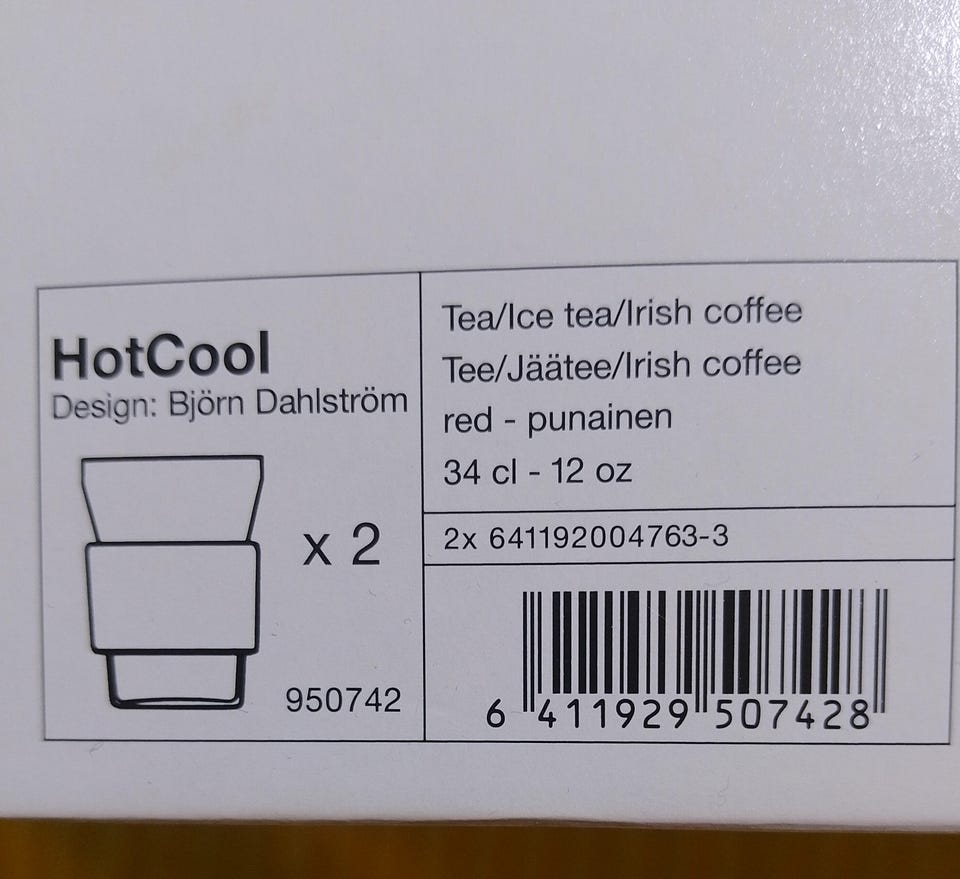 HotCool
Design: Björn Dahlström
x 2
950742
Tea/Ice tea/Irish coffee
Tee/Jäätee/Irish coffee
red - punainen
34 cl - 12 oz
2x 641192004763-3
6 411929 507428